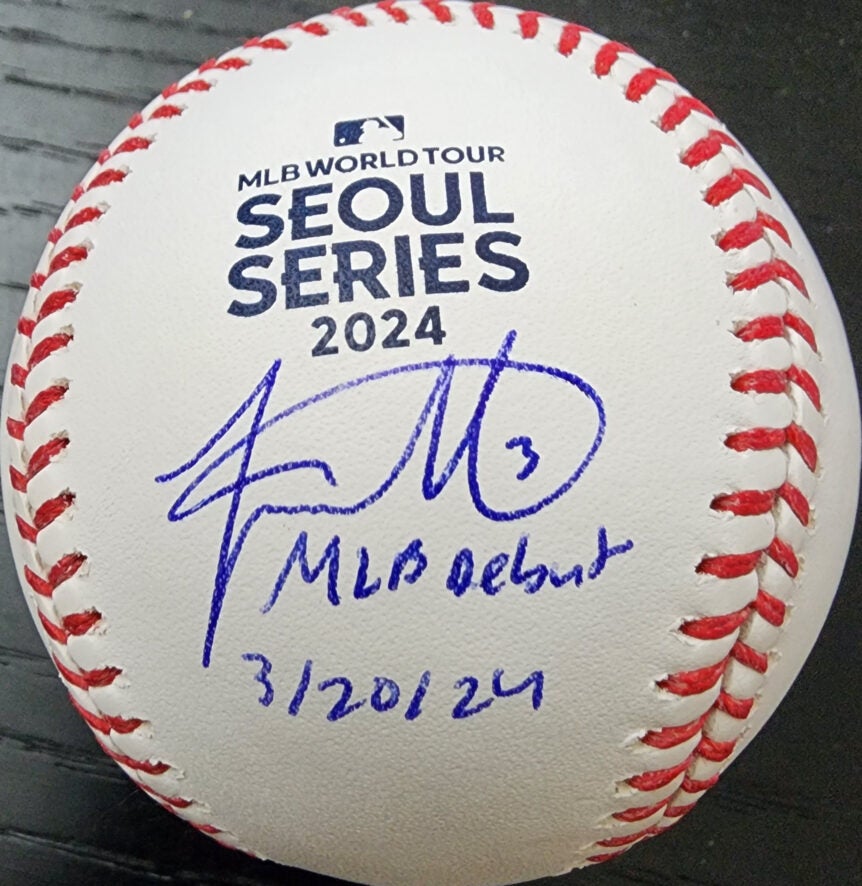 MLB WORLD TOUR
SEOUL
SERIES
2024
3
MLB Debut
3/20/24